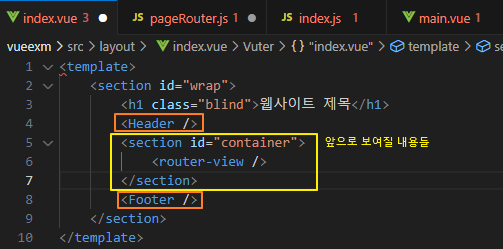 index.vue 3 pageRouter.js 1 index.js 1 main.vue
vueexm > src > layout > index.vue > Vuter > {} "index.vue" > template > se
1 <template>
2 <section id="wrap">
3 <h1 class="blind">웹사이트 제목</h1>
4 <Header />
5 <section id="container"> 앞으로 보여질 내용들
6 <router-view />
7 </section>
8 <Footer />
9 </section>
10 </template>